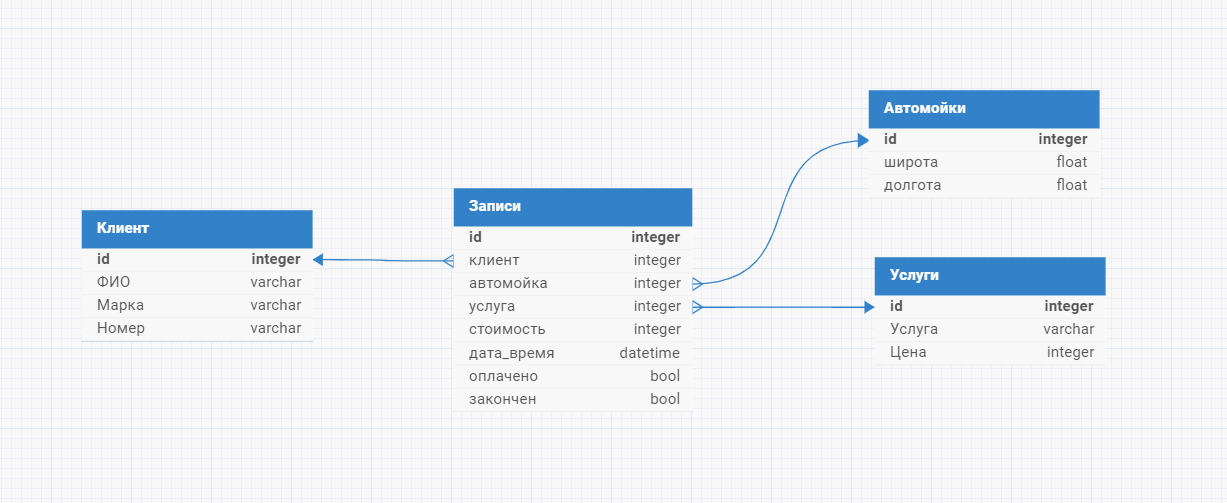 Клиент
id integer
ФИО varchar
Марка varchar
Номер varchar
Записи
id integer
клиент integer
автомойка integer
услуга integer
стоимость integer
дата_время datetime
оплачено bool
закончен bool
Автомойки
id integer
широта float
долгота float
Услуги
id integer
Услуга varchar
Цена integer